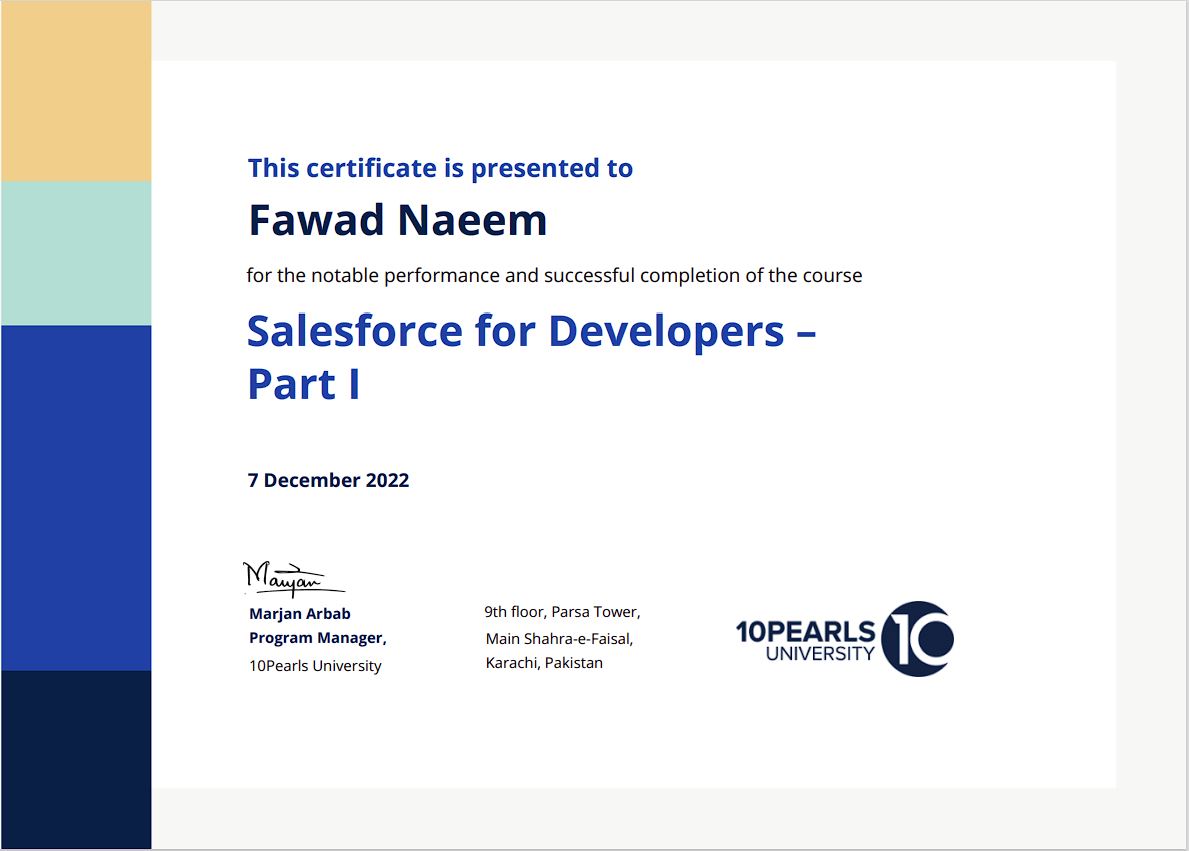 This certificate is presented to
Fawad Naeem
for the notable performance and successful completion of the course
Salesforce for Developers –
Part I
7 December 2022
Marjan
Marjan Arbab
Program Manager,
10Pearls University
9th floor, Parsa Tower,
Main Shahra-e-Faisal,
Karachi, Pakistan
10PEARLS
UNIVERSITY
10